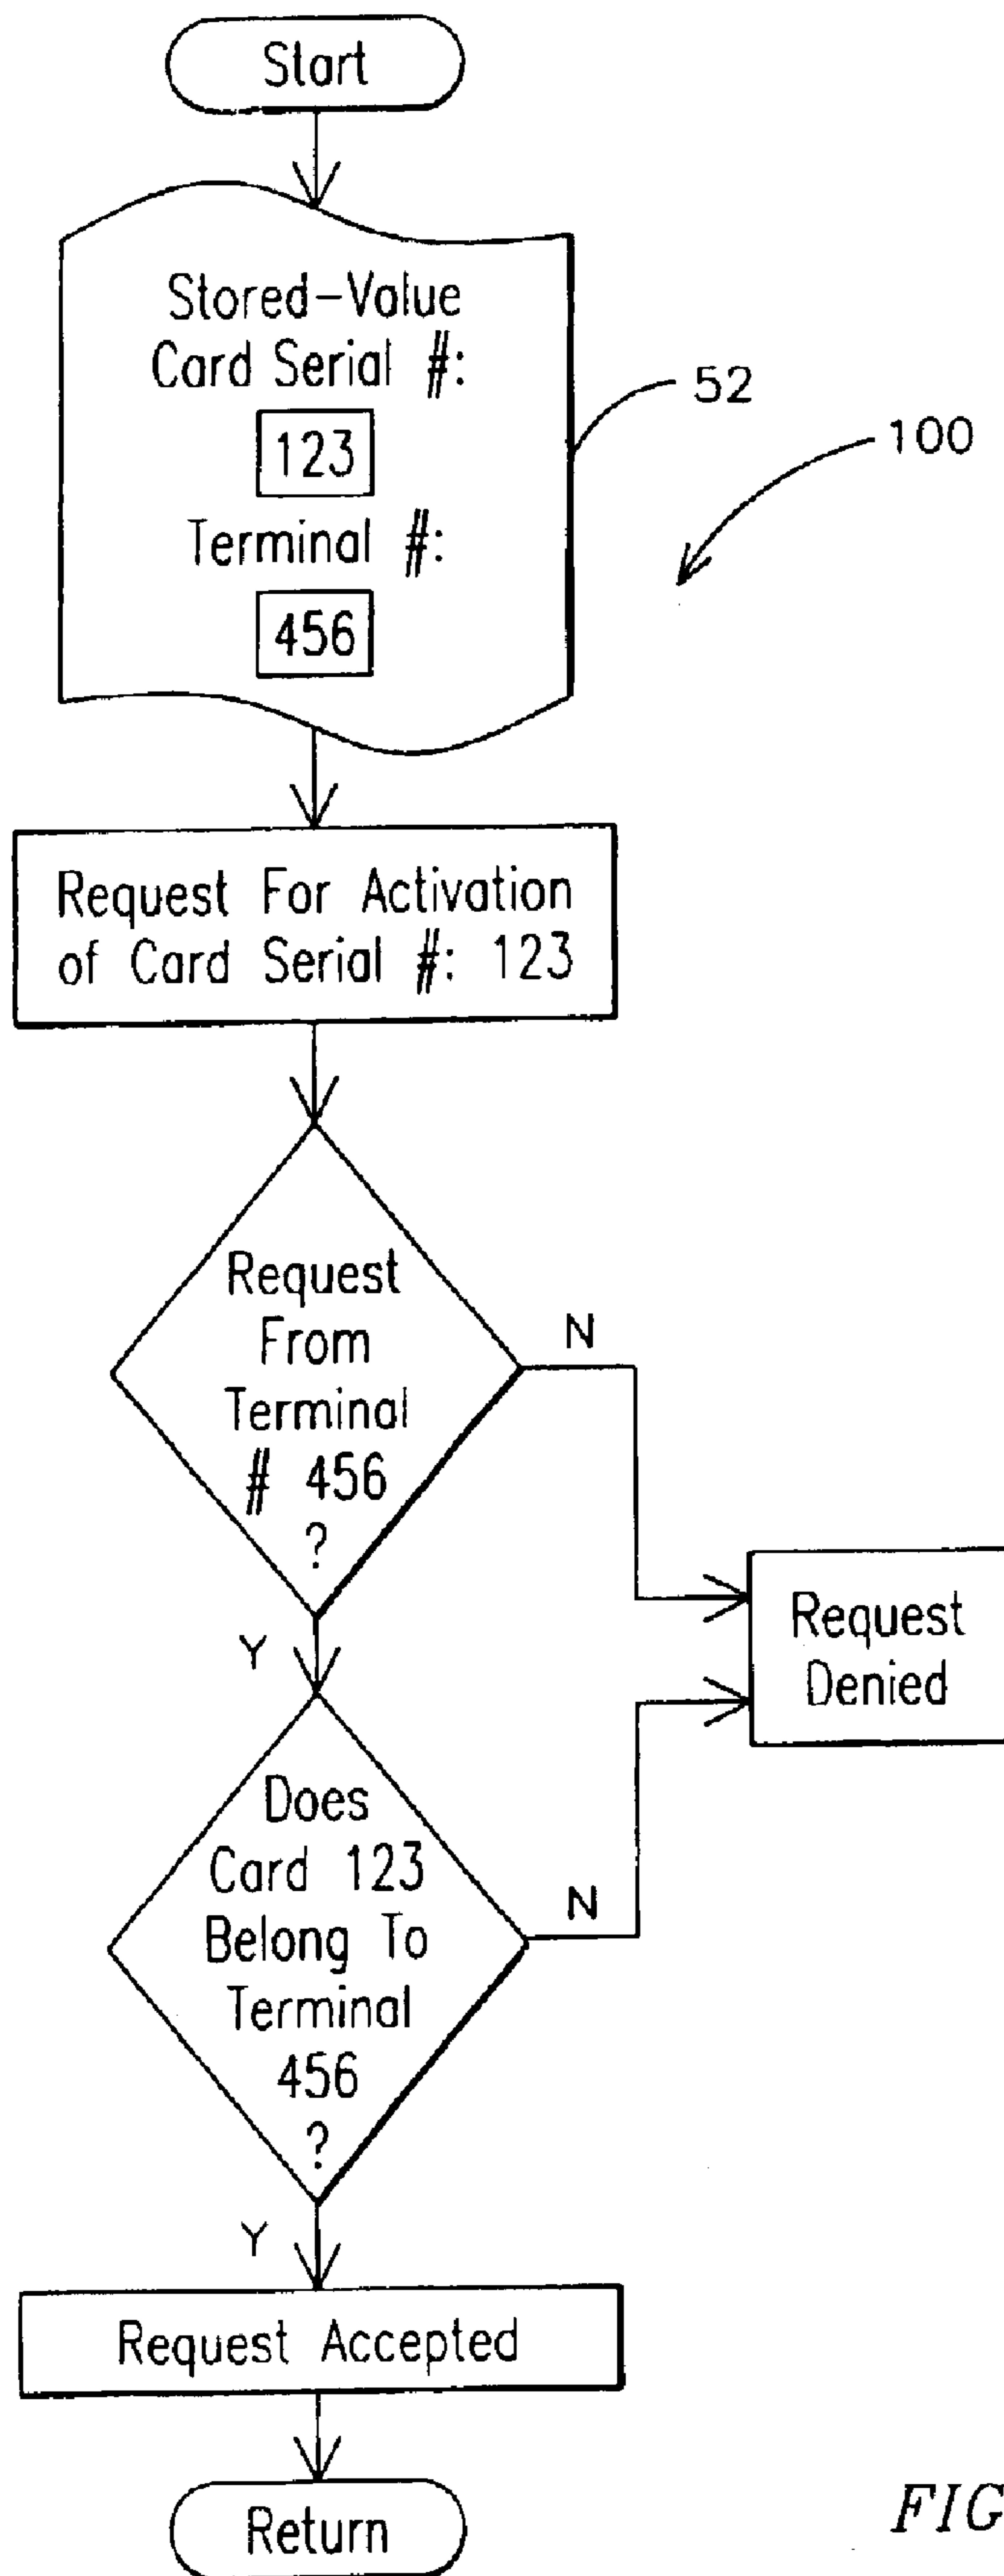 Start
Stored-Value
Card Serial #:
123
Terminal #:
456
52
100
Request For Activation
of Card Serial #: 123
Request
From
Terminal
# 456
?
N
Y
Request
Denied
Does
Card 123
Belong To
Terminal
456
?
N
Y
Request Accepted
Return
FIG